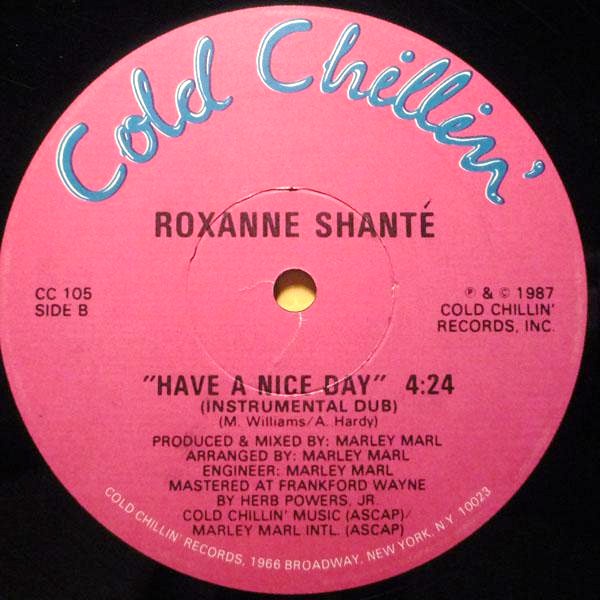 Cold Chillin'
ROXANNE SHANTÉ
CC 105
SIDE B
℗ & © 1987
COLD CHILLIN'
RECORDS, INC.
"HAVE A NICE DAY" 4:24
(INSTRUMENTAL DUB)
(M. Williams/A. Hardy)
PRODUCED & MIXED BY: MARLEY MARL
ARRANGED BY: MARLEY MARL
ENGINEER: MARLEY MARL
MASTERED AT FRANKFORD WAYNE
BY HERB POWERS, JR.
COLD CHILLIN' MUSIC (ASCAP)/
MARLEY MARL INTL. (ASCAP)
COLD CHILLIN' RECORDS, 1966 BROADWAY, NEW YORK, N.Y. 10023